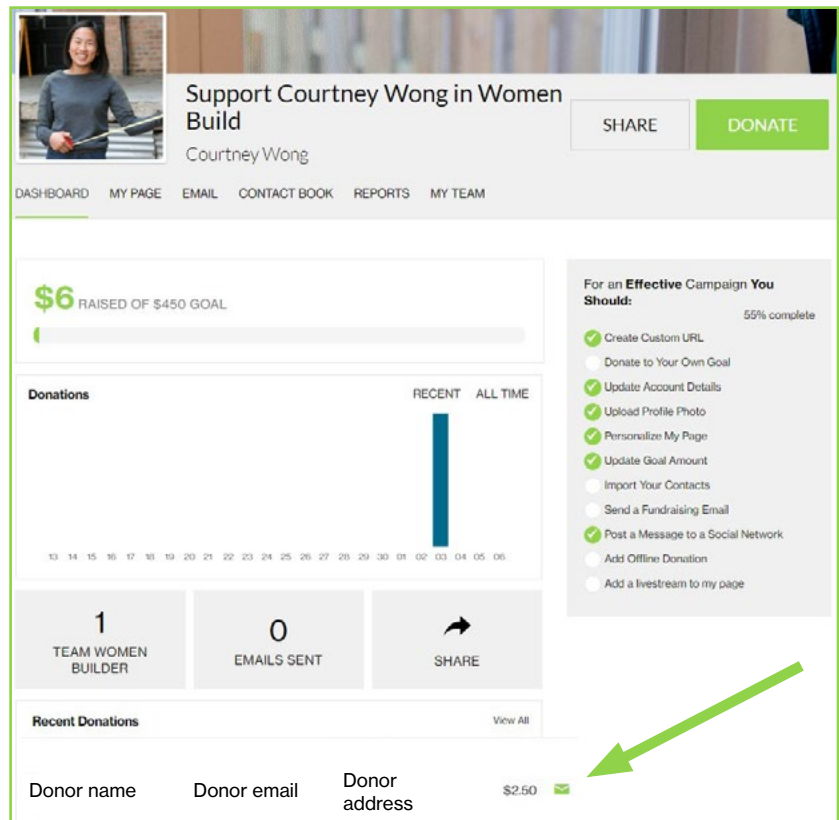 Support Courtney Wong in Women
Build
Courtney Wong
SHARE
DONATE
DASHBOARD MY PAGE EMAIL CONTACT BOOK REPORTS MY TEAM
$6 RAISED OF $450 GOAL
For an Effective Campaign You
Should:
55% complete
Create Custom URL
Donate to Your Own Goal
Update Account Details
Upload Profile Photo
Personalize My Page
Update Goal Amount
Import Your Contacts
Send a Fundraising Email
Post a Message to a Social Network
Add Offline Donation
Add a livestream to my page
Donations
RECENT ALL TIME
13 14 15 16 17 18 19 20 21 22 23 24 25 26 27 28 29 30 01 02 03 04 05 06
1
TEAM WOMEN
BUILDER
0
EMAILS SENT
SHARE
Recent Donations
View All
Donor name
Donor email
Donor
address
$2.50